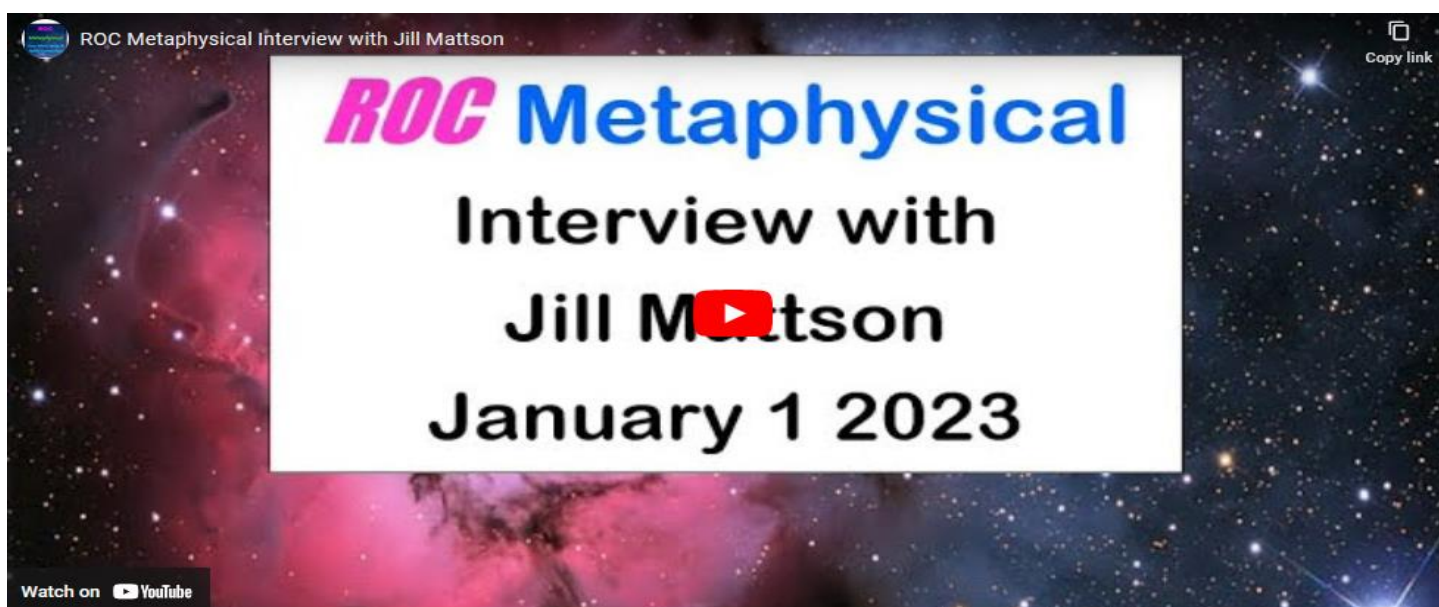 ROC Metaphysical Interview with Jill Mattson
Copy link
ROC Metaphysical
Interview with
Jill Mattson
January 1 2023
Watch on YouTube